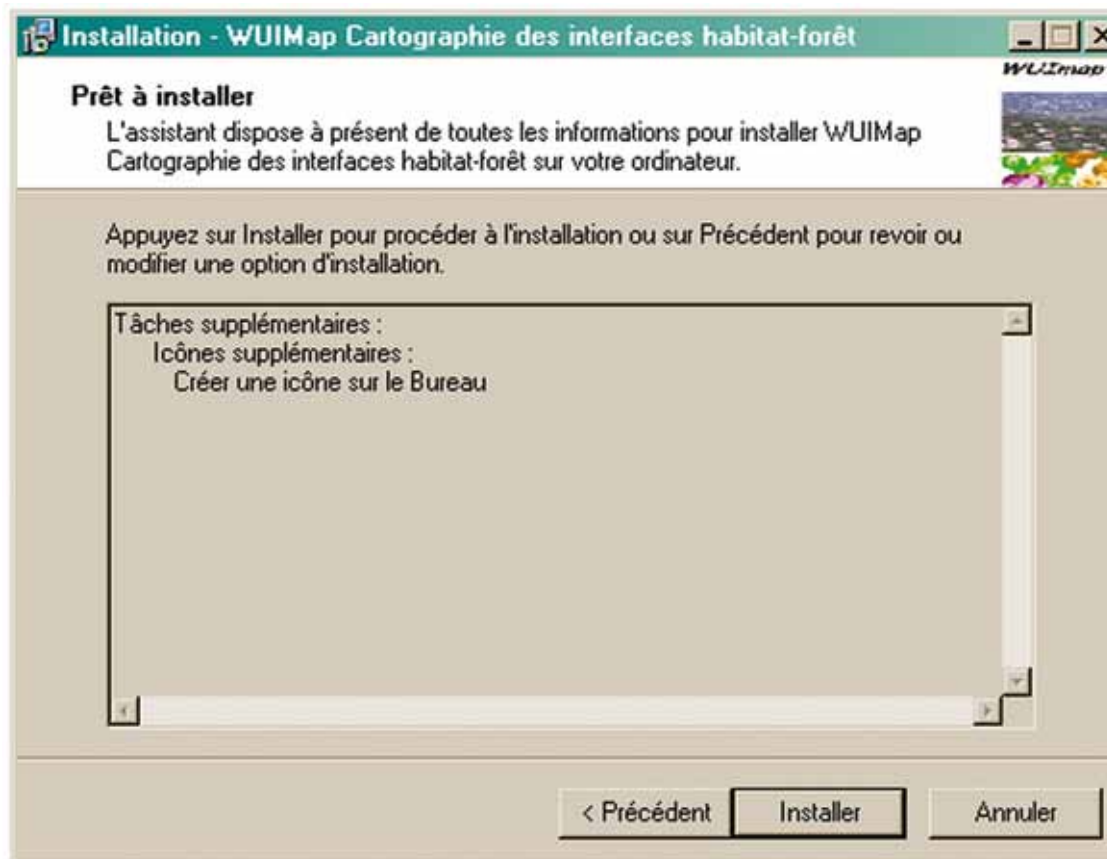 Installation - WUIMap Cartographie des interfaces habitat-forêt
WUImap
Prêt à installer
L'assistant dispose à présent de toutes les informations pour installer WUIMap
Cartographie des interfaces habitat-forêt sur votre ordinateur.
Appuyez sur Installer pour procéder à l'installation ou sur Précédent pour revoir ou
modifier une option d'installation.
Tâches supplémentaires :
Icônes supplémentaires :
Créer une icône sur le Bureau
< Précédent
Installer
Annuler